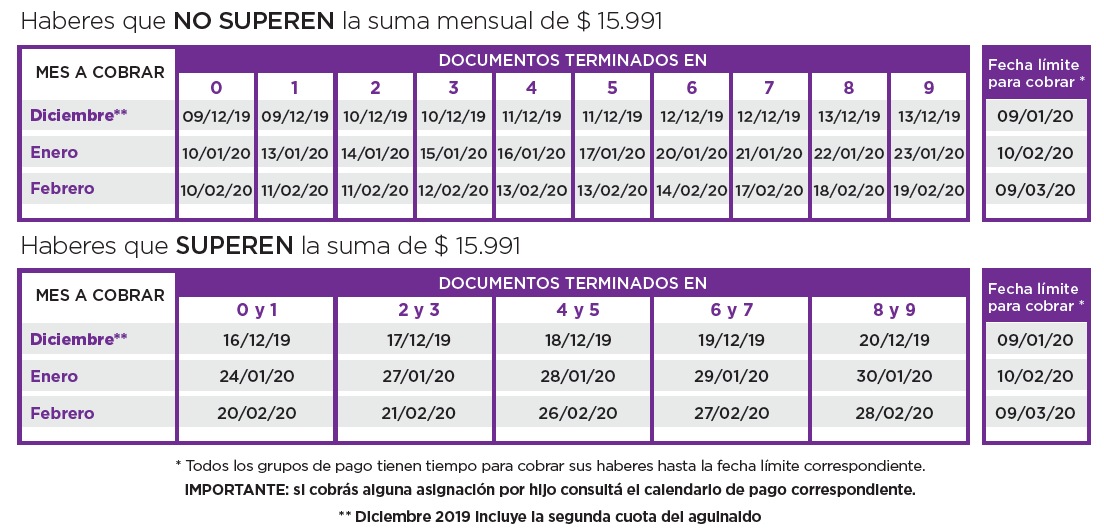 Haberes que NO SUPEREN la suma mensual de $ 15.991
MES A COBRAR DOCUMENTOS TERMINADOS EN Fecha límite para cobrar *
0 1 2 3 4 5 6 7 8 9
Diciembre** 09/12/19 09/12/19 10/12/19 10/12/19 11/12/19 11/12/19 12/12/19 12/12/19 13/12/19 13/12/19 09/01/20
Enero 10/01/20 13/01/20 14/01/20 15/01/20 16/01/20 17/01/20 20/01/20 21/01/20 22/01/20 23/01/20 10/02/20
Febrero 10/02/20 11/02/20 11/02/20 12/02/20 13/02/20 13/02/20 14/02/20 17/02/20 18/02/20 19/02/20 09/03/20
Haberes que SUPEREN la suma de $ 15.991
MES A COBRAR DOCUMENTOS TERMINADOS EN Fecha límite para cobrar *
0 y 1 2 y 3 4 y 5 6 y 7 8 y 9
Diciembre** 16/12/19 17/12/19 18/12/19 19/12/19 20/12/19 09/01/20
Enero 24/01/20 27/01/20 28/01/20 29/01/20 30/01/20 10/02/20
Febrero 20/02/20 21/02/20 26/02/20 27/02/20 28/02/20 09/03/20
* Todos los grupos de pago tienen tiempo para cobrar sus haberes hasta la fecha límite correspondiente.
IMPORTANTE: si cobrás alguna asignación por hijo consultá el calendario de pago correspondiente.
** Diciembre 2019 incluye la segunda cuota del aguinaldo